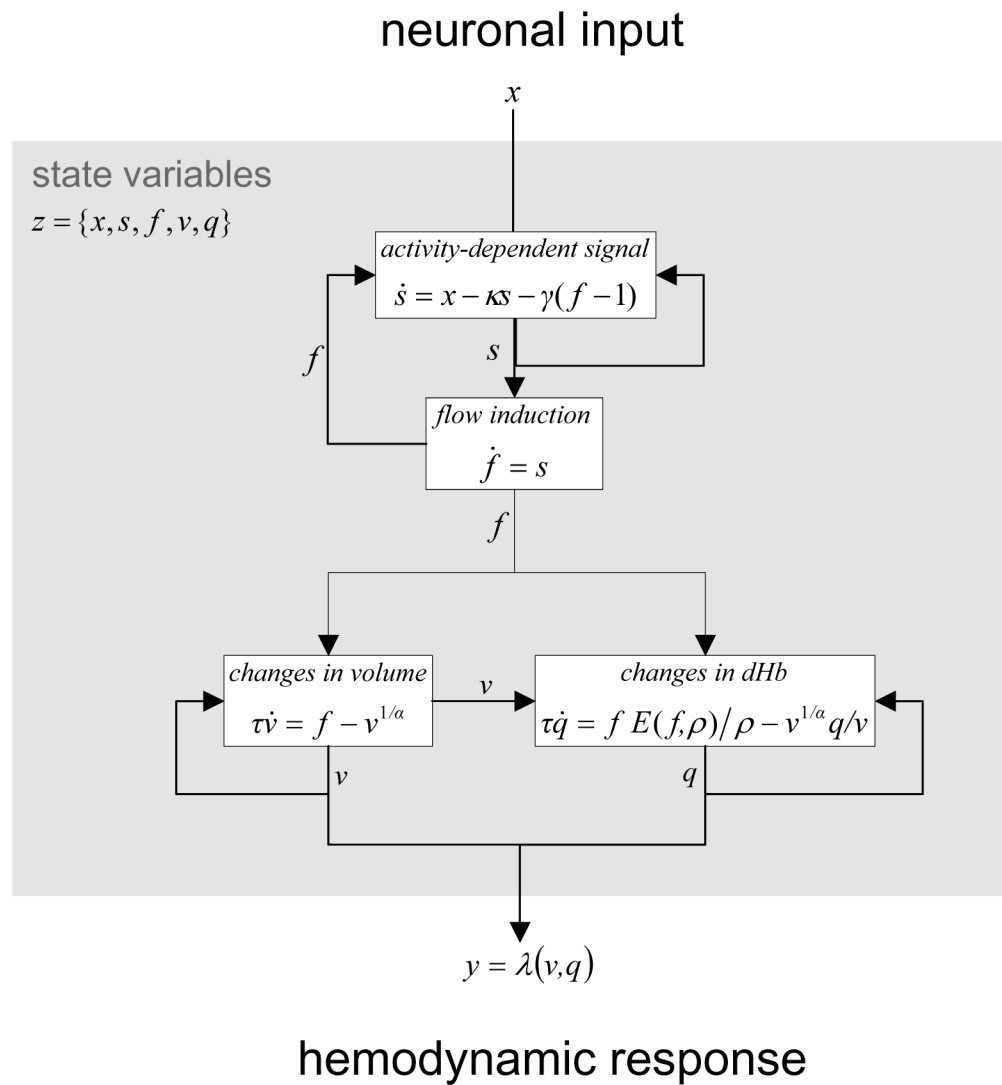 neuronal input
x
state variables
z = {x, s, f, v, q}
activity-dependent signal
ṡ = x − κs − γ(f − 1)
f
s
flow induction
ḟ = s
f
changes in volume
τv̇ = f − v^{1/α}
v
changes in dHb
τq̇ = f E(f,ρ)/ρ − v^{1/α} q/v
v
q
y = λ(v,q)
hemodynamic response